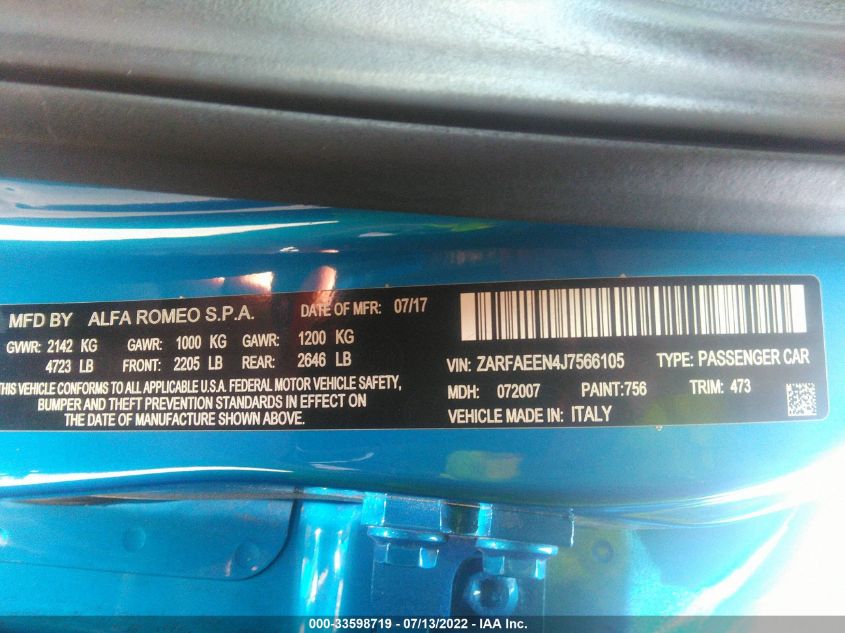 MFD BY ALFA ROMEO S.P.A. DATE OF MFR: 07/17
GVWR: 2142 KG GAWR: 1000 KG GAWR: 1200 KG
4723 LB FRONT: 2205 LB REAR: 2646 LB
THIS VEHICLE CONFORMS TO ALL APPLICABLE U.S.A. FEDERAL MOTOR VEHICLE SAFETY,
BUMPER AND THEFT PREVENTION STANDARDS IN EFFECT ON
THE DATE OF MANUFACTURE SHOWN ABOVE.
VIN: ZARFAEEN4J7566105 TYPE: PASSENGER CAR
MDH: 072007 PAINT:756 TRIM: 473
VEHICLE MADE IN: ITALY
000-33598719 - 07/13/2022 - IAA Inc.